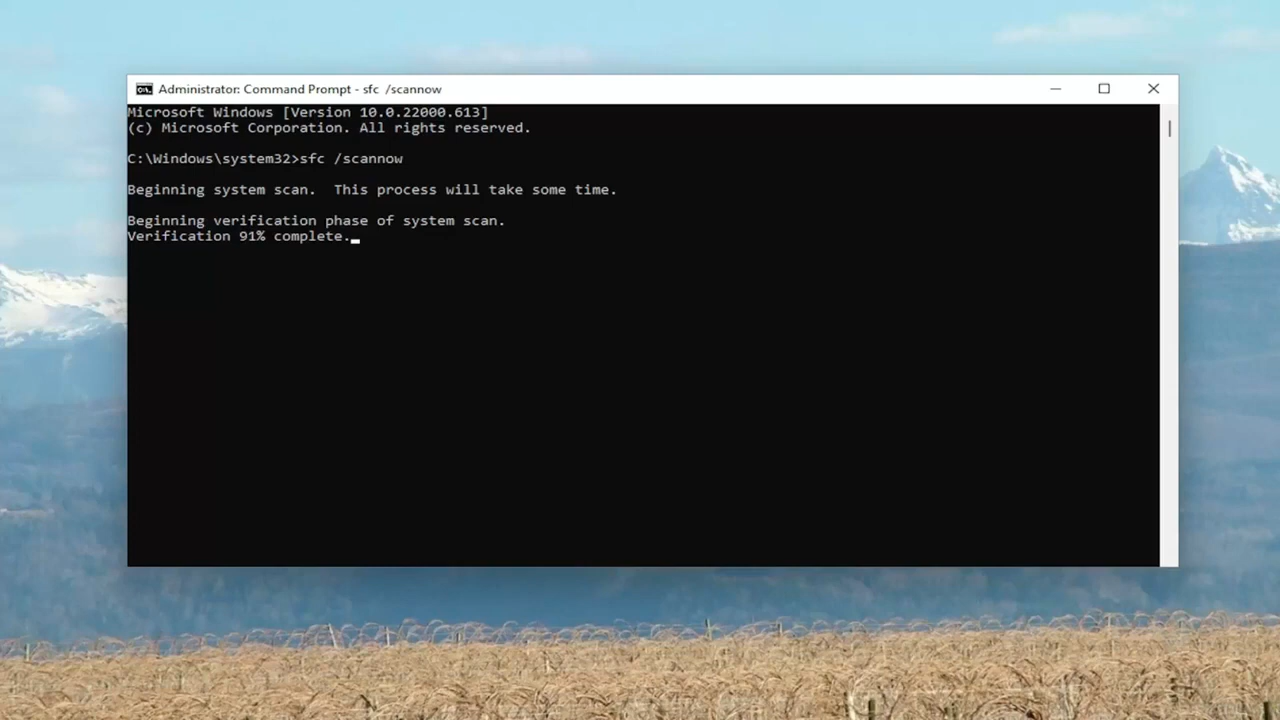 Administrator: Command Prompt - sfc  /scannow
Microsoft Windows [Version 10.0.22000.613]
(c) Microsoft Corporation. All rights reserved.
C:\Windows\system32>sfc /scannow
Beginning system scan.  This process will take some time.
Beginning verification phase of system scan.
Verification 91% complete.